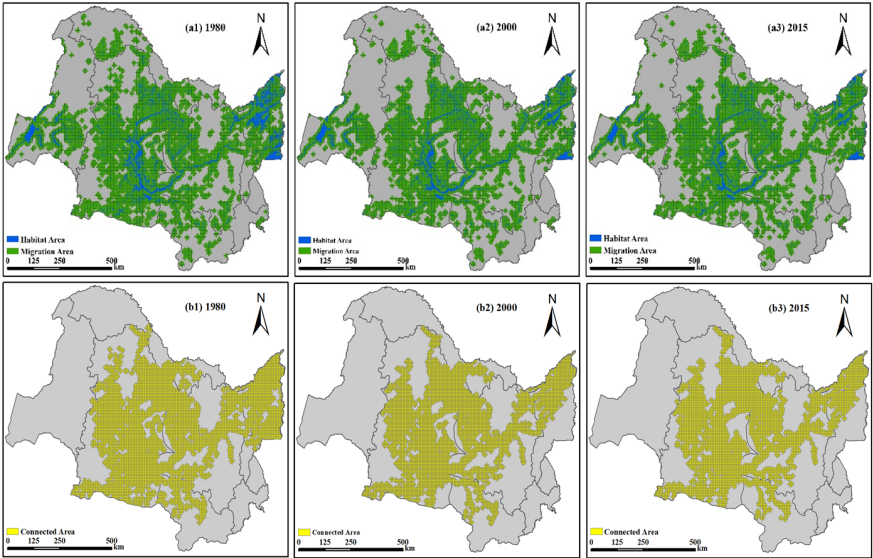 (a1) 1980
N
Habitat Area
Migration Area
0 125 250 500
km
(a2) 2000
N
Habitat Area
Migration Area
0 125 250 500
km
(a3) 2015
N
Habitat Area
Migration Area
0 125 250 500
km
(b1) 1980
N
Connected Area
0 125 250 500
km
(b2) 2000
N
Connected Area
0 125 250 500
km
(b3) 2015
N
Connected Area
0 125 250 500
km